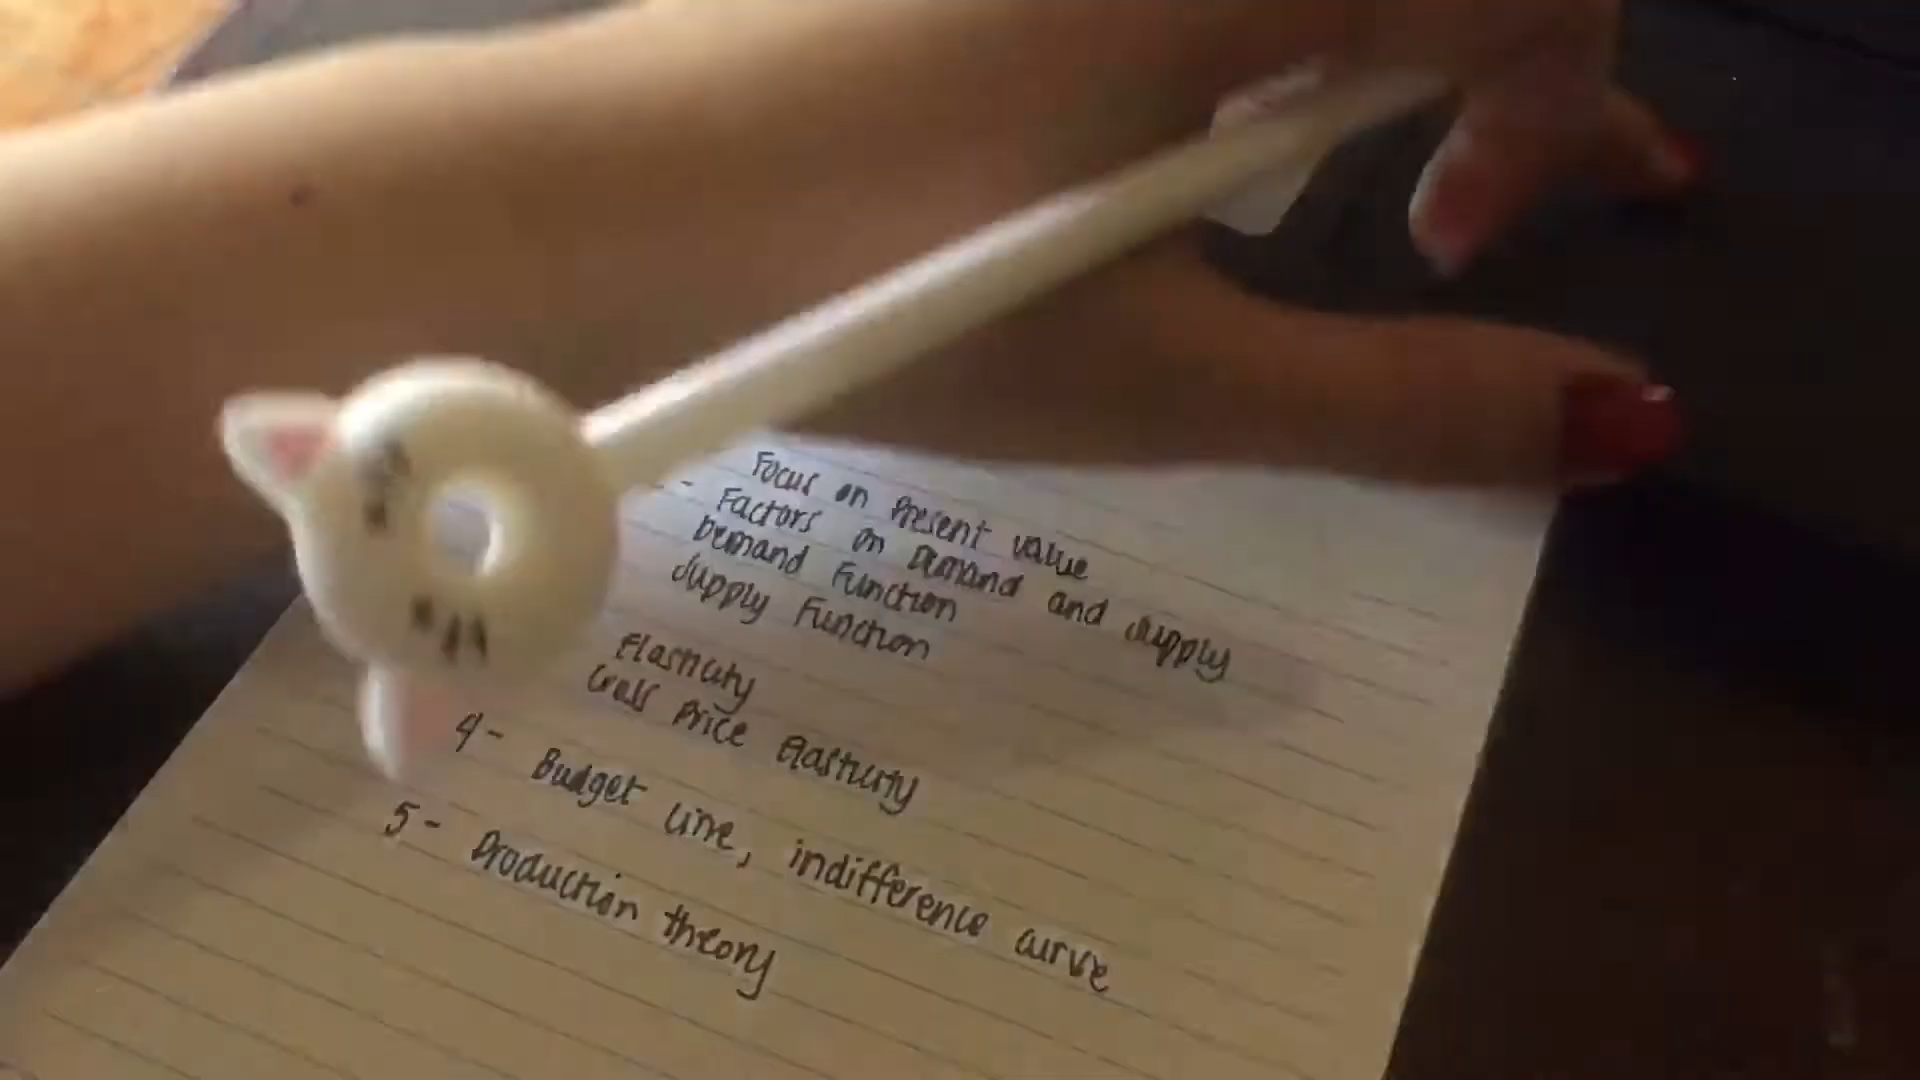 Focus on Present value
- Factors on Demand and Supply
Demand Function
Supply Function
Elasticity
Cross Price Elasticity
4- Budget line, indifference curve
5- Production theory